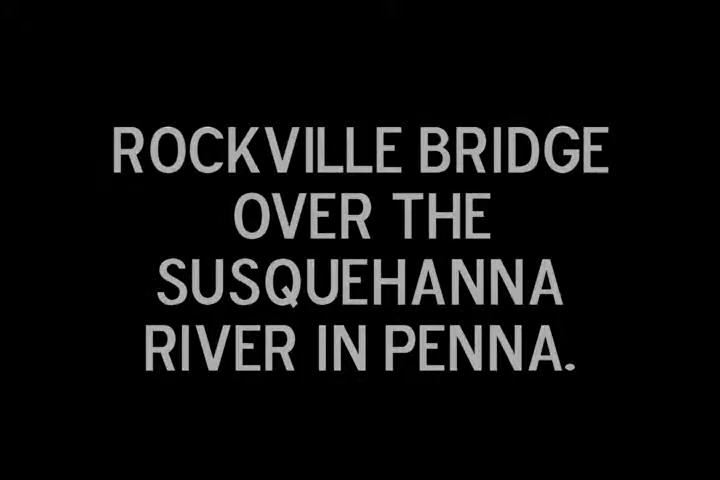 ROCKVILLE BRIDGE
OVER THE
SUSQUEHANNA
RIVER IN PENNA.